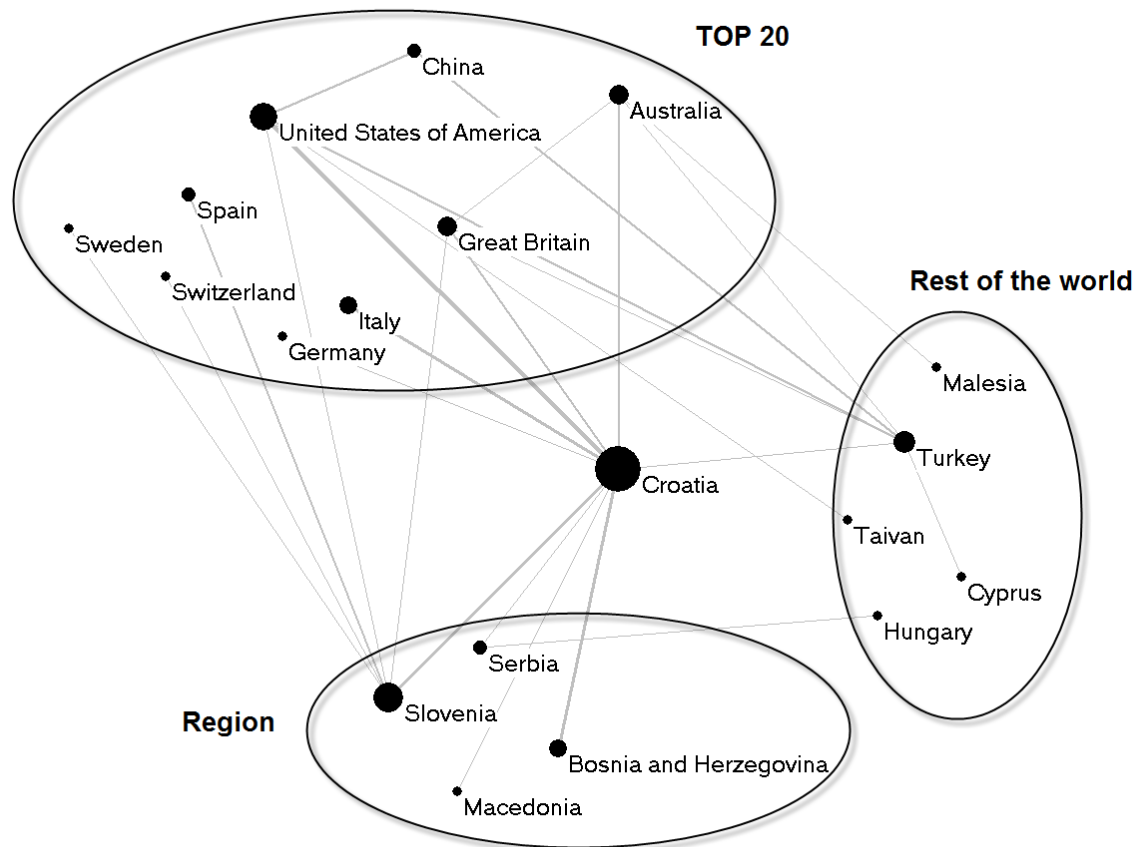 TOP 20
China
Australia
United States of America
Spain
Great Britain
Sweden
Switzerland
Rest of the world
Italy
Germany
Malesia
Turkey
Croatia
Taivan
Cyprus
Hungary
Serbia
Slovenia
Region
Bosnia and Herzegovina
Macedonia